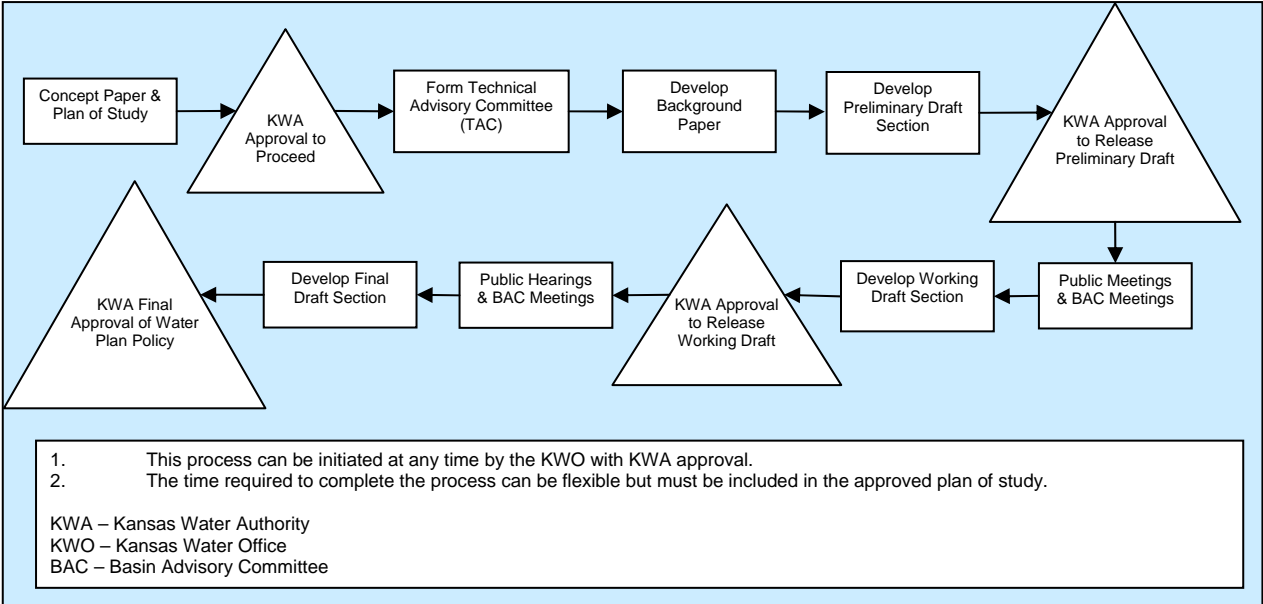 Concept Paper &
Plan of Study
KWA
Approval to
Proceed
Form Technical
Advisory Committee
(TAC)
Develop
Background
Paper
Develop
Preliminary Draft
Section
KWA Approval
to Release
Preliminary Draft
Public Meetings
& BAC Meetings
Develop Working
Draft Section
KWA Approval
to Release
Working Draft
Public Hearings
& BAC Meetings
Develop Final
Draft Section
KWA Final
Approval of Water
Plan Policy
1. This process can be initiated at any time by the KWO with KWA approval.
2. The time required to complete the process can be flexible but must be included in the approved plan of study.
KWA – Kansas Water Authority
KWO – Kansas Water Office
BAC – Basin Advisory Committee